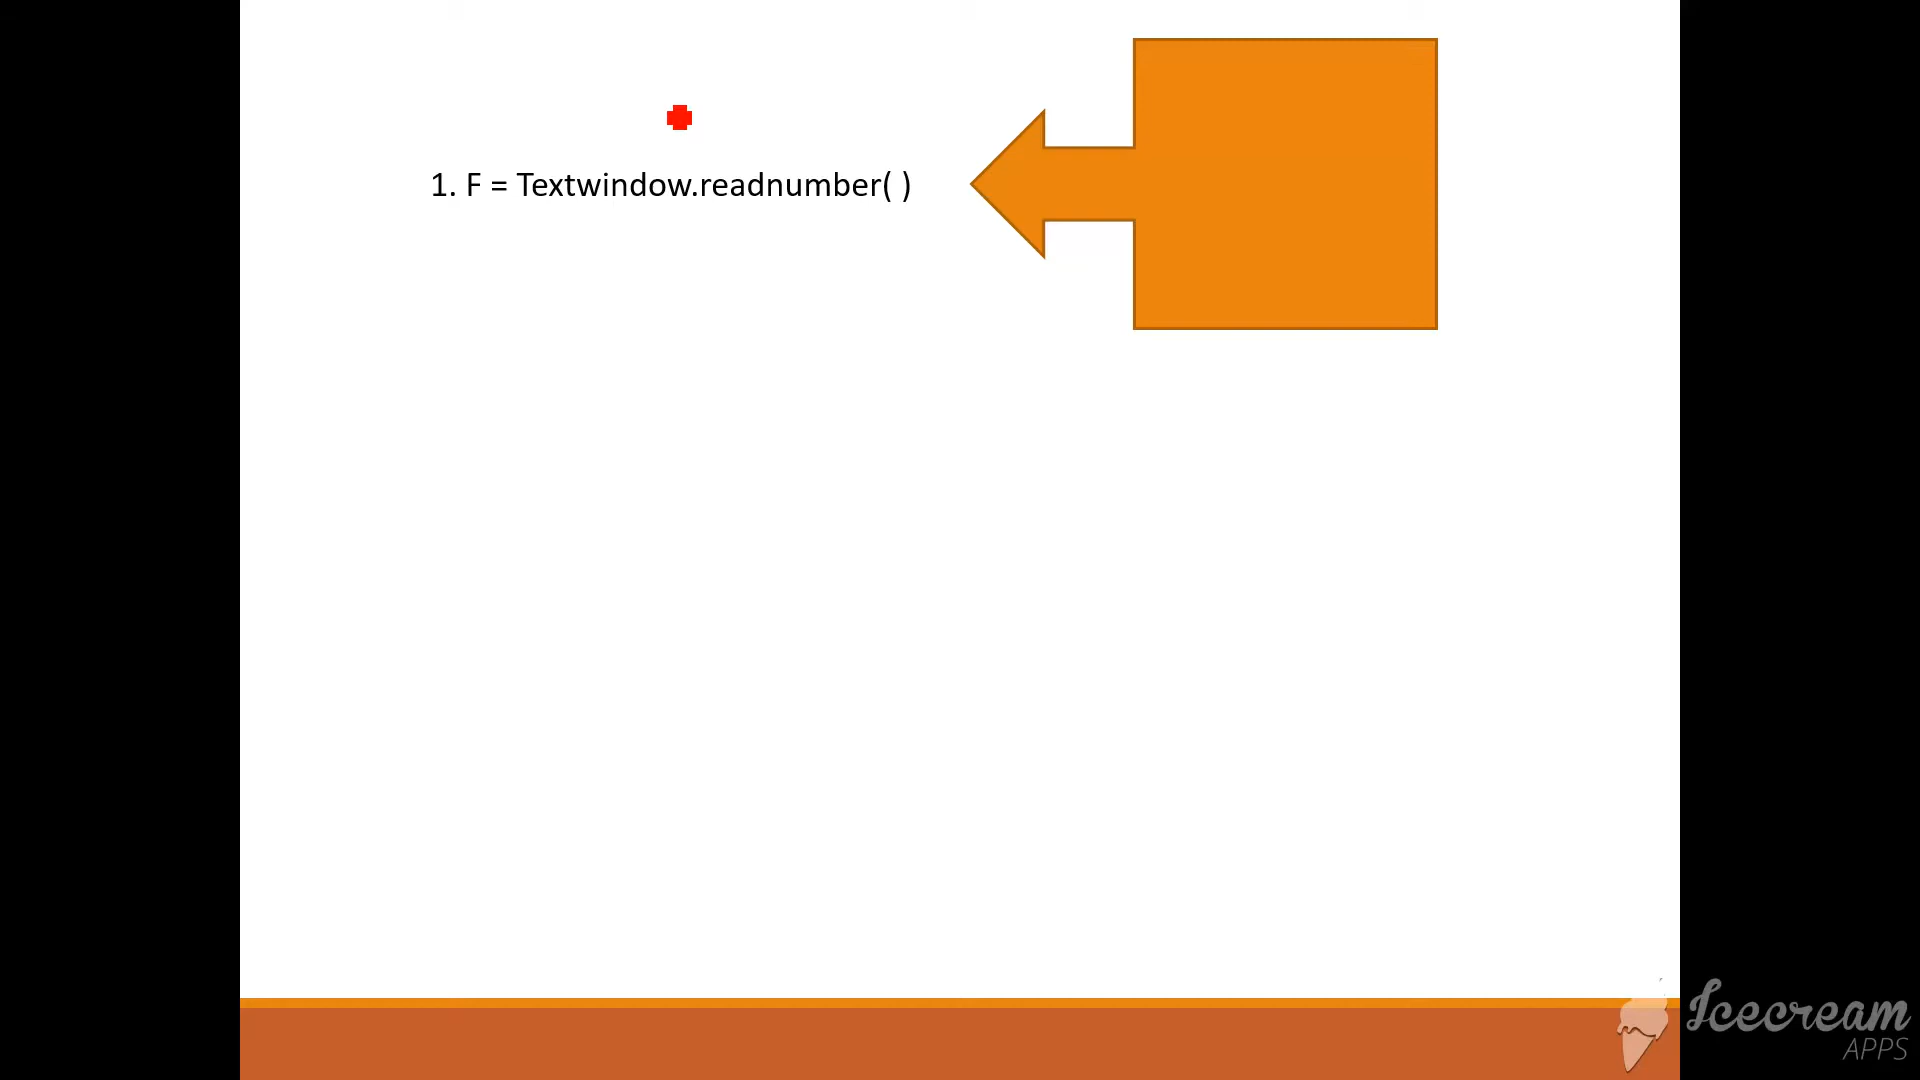 1. F = Textwindow.readnumber( )
Icecream
APPS